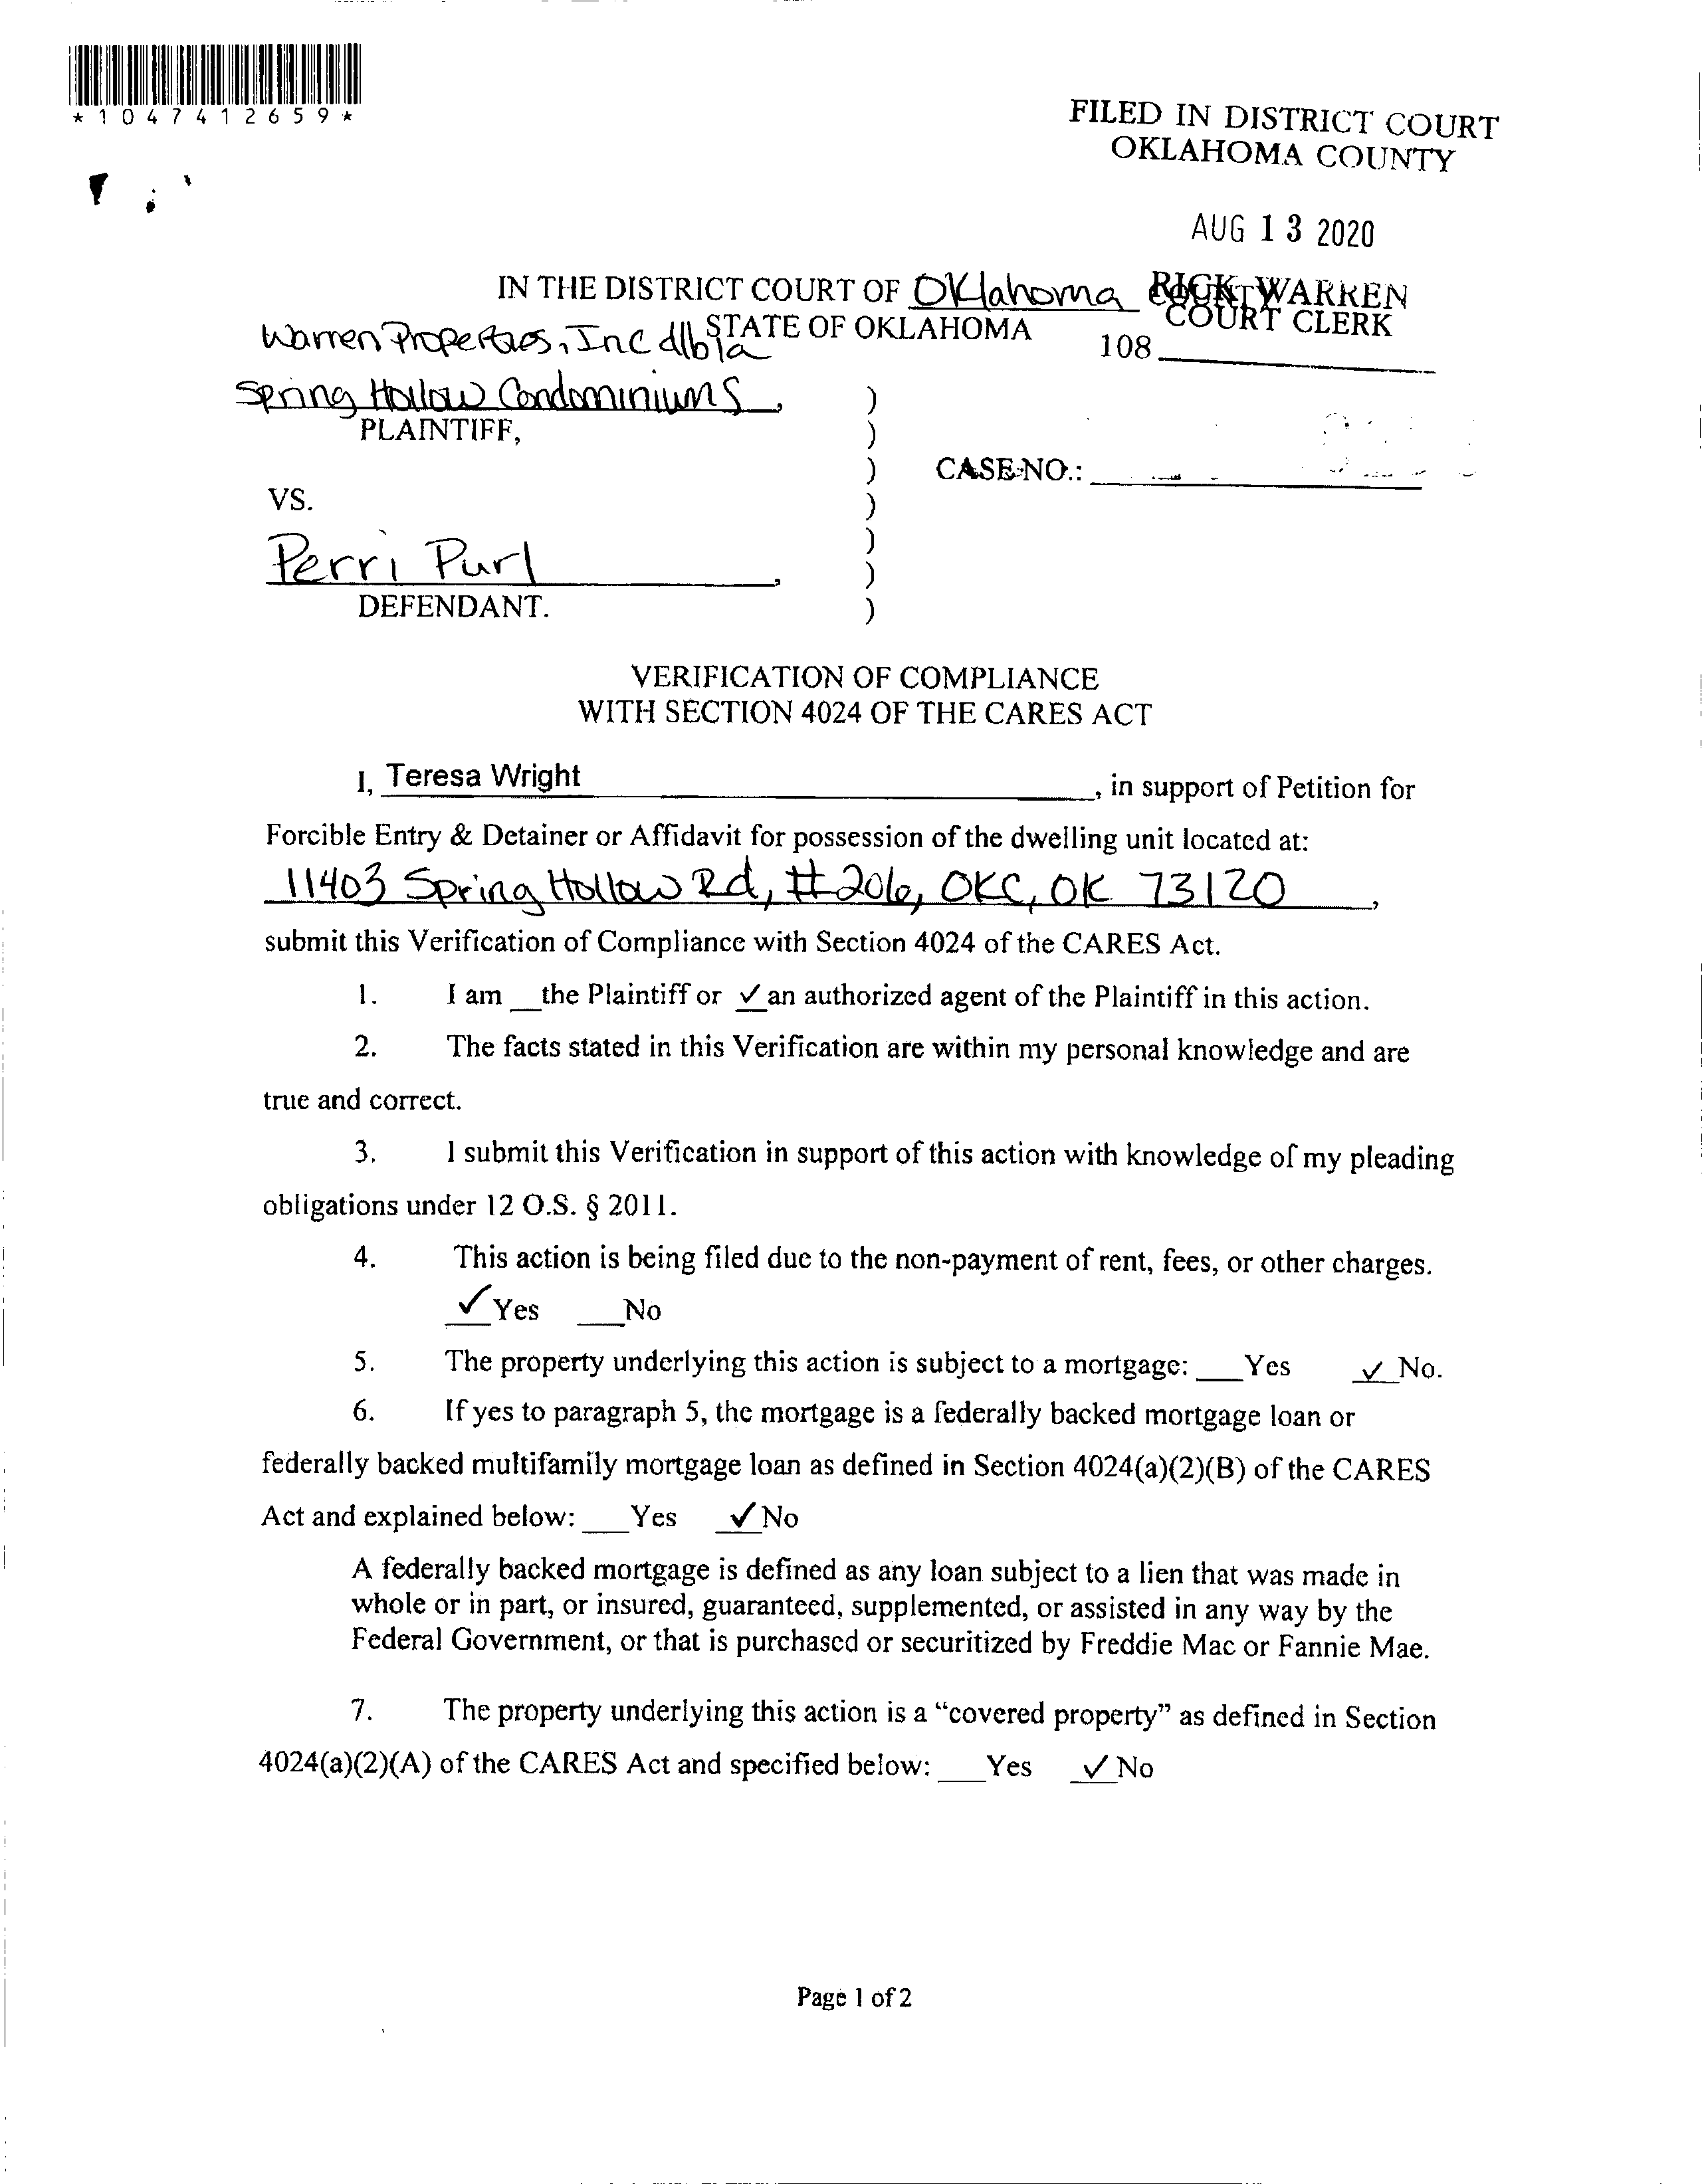 *1047412659*
FILED IN DISTRICT COURT
OKLAHOMA COUNTY
AUG 13 2020
RICK WARREN
COURT CLERK
108
IN THE DISTRICT COURT OF Oklahoma COUNTY
STATE OF OKLAHOMA
Warren Properties, Inc d/b/a
Spring Hollow Condominiums, )
PLAINTIFF, )
) CASE NO.:
VS. )
)
Perri Purl, )
DEFENDANT. )
VERIFICATION OF COMPLIANCE
WITH SECTION 4024 OF THE CARES ACT
I, Teresa Wright, in support of Petition for
Forcible Entry & Detainer or Affidavit for possession of the dwelling unit located at:
11403 Spring Hollow Rd, #206, OKC, OK 73120,
submit this Verification of Compliance with Section 4024 of the CARES Act.
1. I am __the Plaintiff or ✓an authorized agent of the Plaintiff in this action.
2. The facts stated in this Verification are within my personal knowledge and are
true and correct.
3. I submit this Verification in support of this action with knowledge of my pleading
obligations under 12 O.S. § 2011.
4. This action is being filed due to the non-payment of rent, fees, or other charges.
✓Yes ___No
5. The property underlying this action is subject to a mortgage: ___Yes ✓No.
6. If yes to paragraph 5, the mortgage is a federally backed mortgage loan or
federally backed multifamily mortgage loan as defined in Section 4024(a)(2)(B) of the CARES
Act and explained below: ___Yes ✓No
A federally backed mortgage is defined as any loan subject to a lien that was made in
whole or in part, or insured, guaranteed, supplemented, or assisted in any way by the
Federal Government, or that is purchased or securitized by Freddie Mac or Fannie Mae.
7. The property underlying this action is a “covered property” as defined in Section
4024(a)(2)(A) of the CARES Act and specified below: ___Yes ✓No
Page 1 of 2